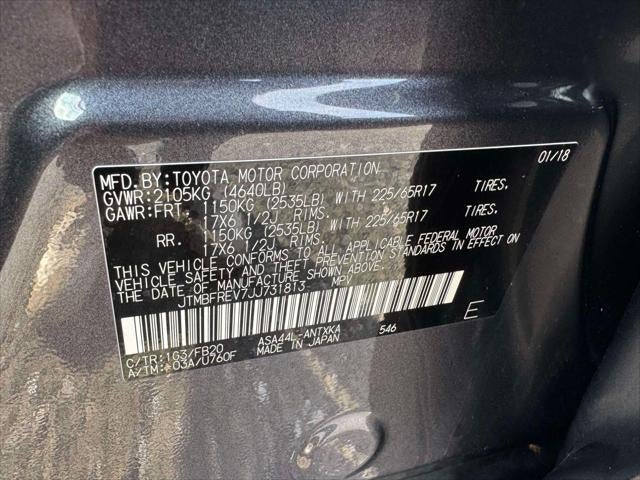 MFD. BY: TOYOTA MOTOR CORPORATION 01/18
GVWR: 2105KG (4640LB)
GAWR: FRT. 1150KG (2535LB) WITH 225/65R17 TIRES,
17X6 1/2J RIMS.
RR. 1150KG (2535LB) WITH 225/65R17 TIRES,
17X6 1/2J RIMS.
THIS VEHICLE CONFORMS TO ALL APPLICABLE FEDERAL MOTOR
VEHICLE SAFETY AND THEFT PREVENTION STANDARDS IN EFFECT ON
THE DATE OF MANUFACTURE SHOWN ABOVE.
JTMBFREV7JJ731813 MPV
E
C/TR: 1G3/FB20 ASA44L-ANTXKA 546
A/TM: -03A/U760F MADE IN JAPAN